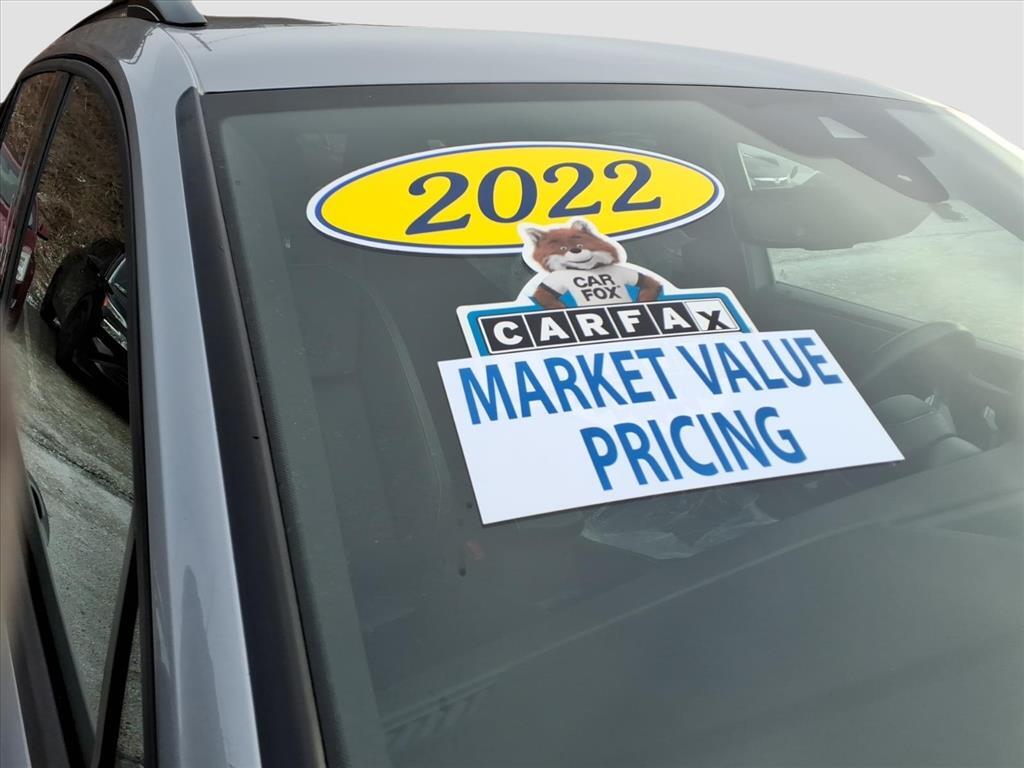 2022
CAR
FOX®
CARFAX
MARKET VALUE
PRICING